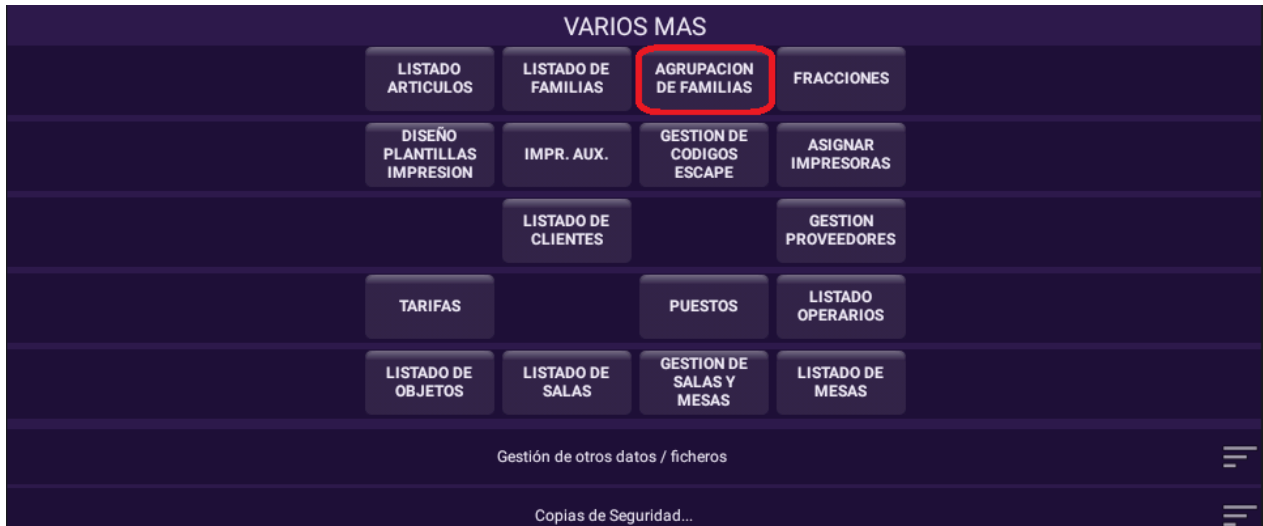 VARIOS MAS
LISTADO
ARTICULOS
LISTADO DE
FAMILIAS
AGRUPACION
DE FAMILIAS
FRACCIONES
DISEÑO
PLANTILLAS
IMPRESION
IMPR. AUX.
GESTION DE
CODIGOS
ESCAPE
ASIGNAR
IMPRESORAS
LISTADO DE
CLIENTES
GESTION
PROVEEDORES
TARIFAS
PUESTOS
LISTADO
OPERARIOS
LISTADO DE
OBJETOS
LISTADO DE
SALAS
GESTION DE
SALAS Y
MESAS
LISTADO DE
MESAS
Gestión de otros datos / ficheros
Copias de Seguridad...